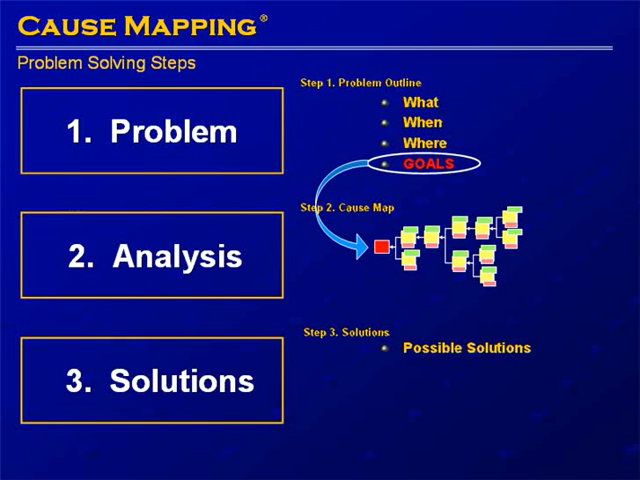 CAUSE MAPPING®
Problem Solving Steps
1. Problem
Step 1. Problem Outline
What
When
Where
GOALS
2. Analysis
Step 2. Cause Map
3. Solutions
Step 3. Solutions
Possible Solutions